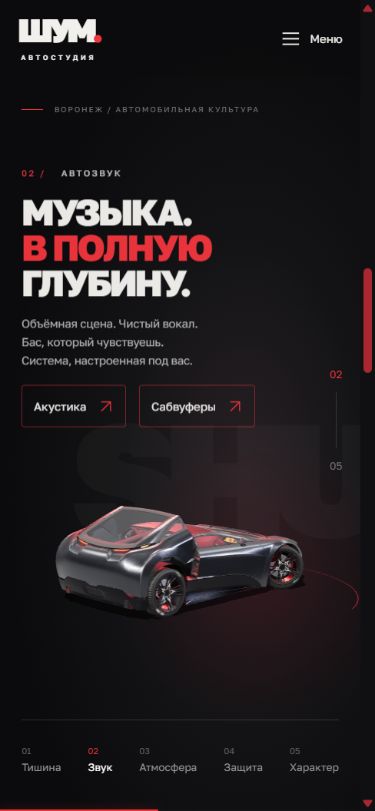 ШУМ.
АВТОСТУДИЯ
Меню
ВОРОНЕЖ / АВТОМОБИЛЬНАЯ КУЛЬТУРА
02 / АВТОЗВУК
МУЗЫКА.
В ПОЛНУЮ
ГЛУБИНУ.
Объёмная сцена. Чистый вокал.
Бас, который чувствуешь.
Система, настроенная под вас.
Акустика
Сабвуферы
02
05
SHU
01 02 03 04 05
Тишина Звук Атмосфера Защита Характер